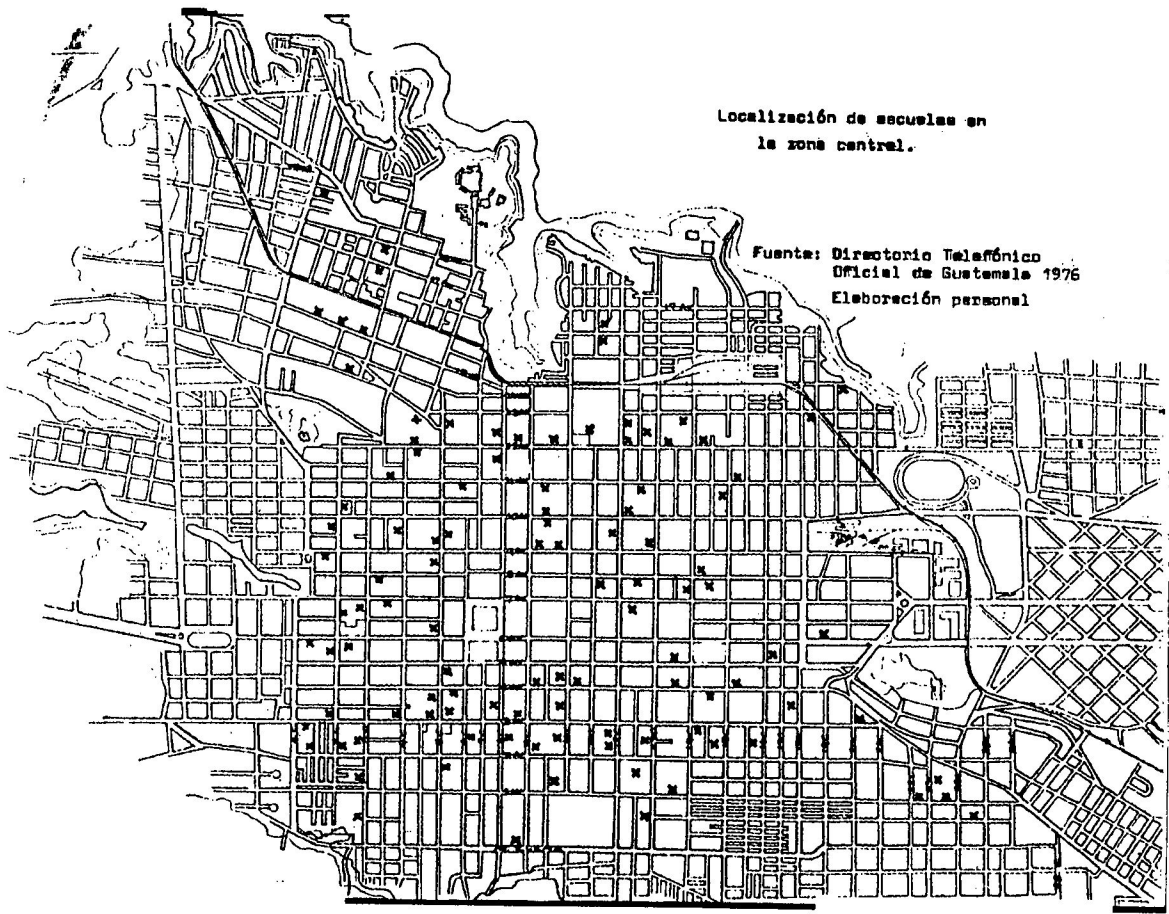 Localización de escuelas en
la zona central.
Fuente: Directorio Telefónico
Oficial de Guatemala 1976
Elaboración personal